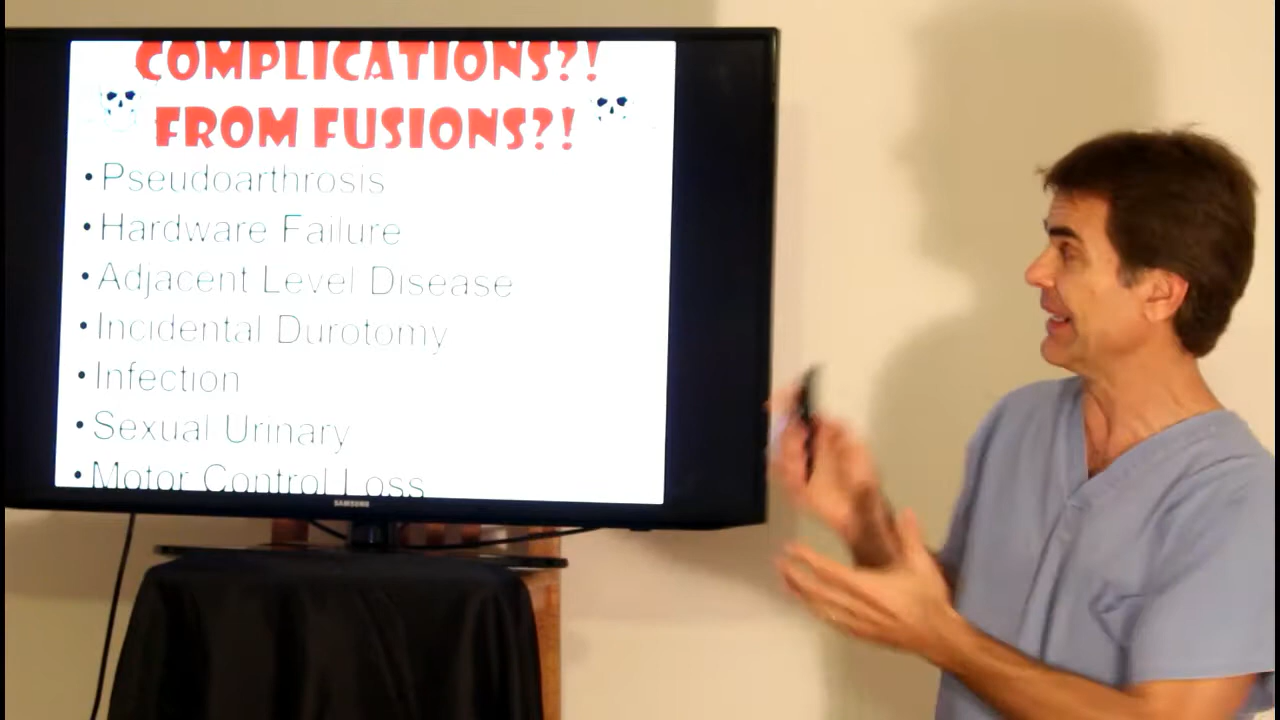 COMPLICATIONS?!
FROM FUSIONS?!
• Pseudoarthrosis
• Hardware Failure
• Adjacent Level Disease
• Incidental Durotomy
• Infection
• Sexual Urinary
• Motor Control Loss
SAMSUNG